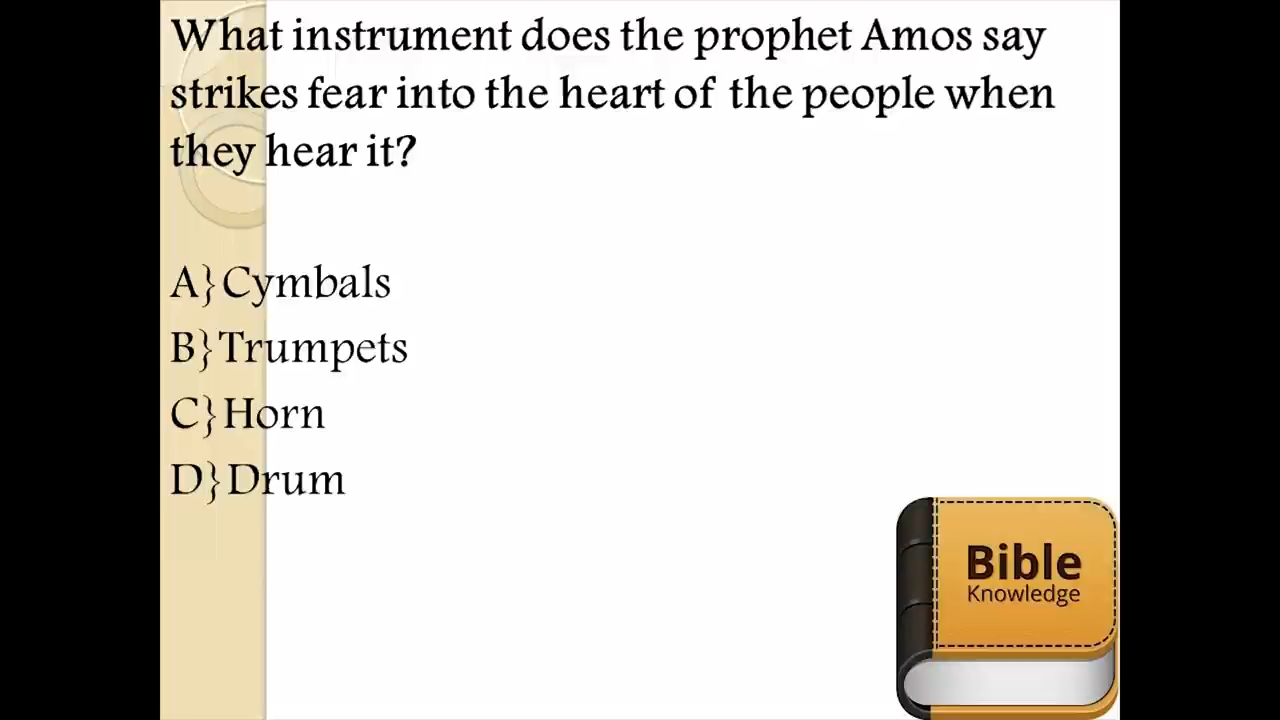 What instrument does the prophet Amos say
strikes fear into the heart of the people when
they hear it?
A}Cymbals
B}Trumpets
C}Horn
D}Drum
Bible
Knowledge